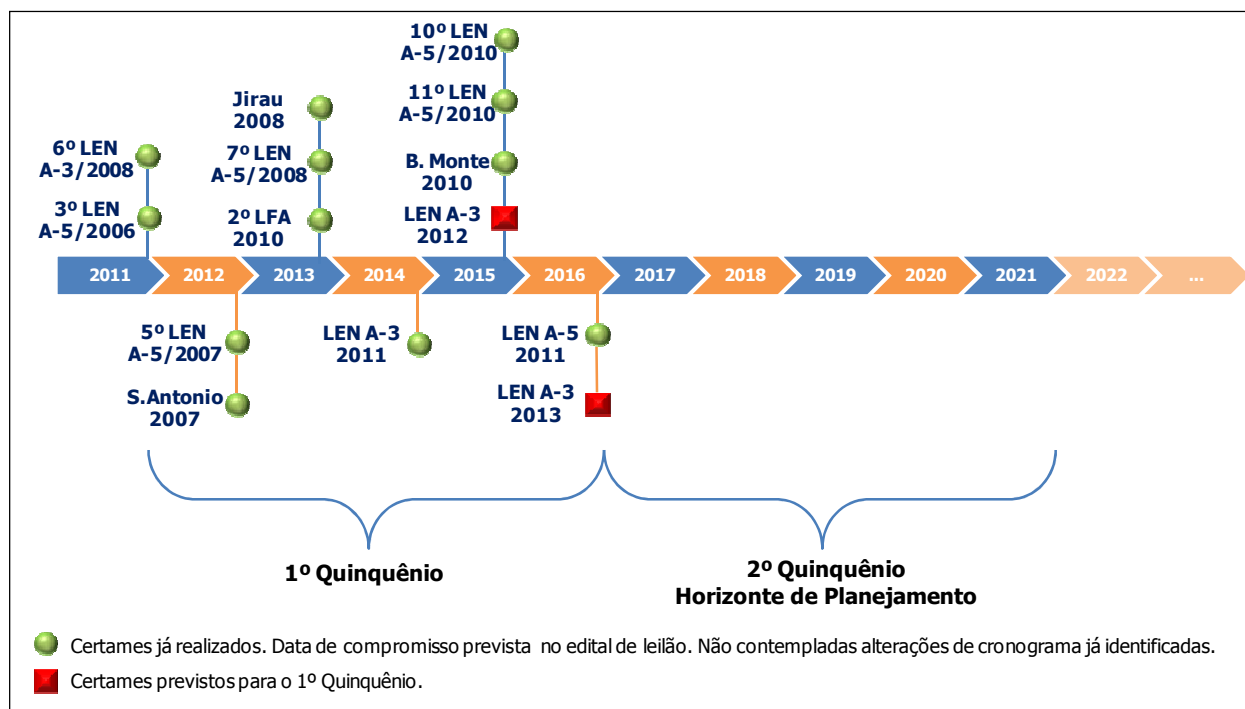 10º LEN
A-5/2010
Jirau
2008
11º LEN
A-5/2010
6º LEN
A-3/2008
7º LEN
A-5/2008
B. Monte
2010
3º LEN
A-5/2006
2º LFA
2010
LEN A-3
2012
2011 2012 2013 2014 2015 2016 2017 2018 2019 2020 2021 2022 ...
5º LEN
A-5/2007
LEN A-3
2011
LEN A-5
2011
S.Antonio
2007
LEN A-3
2013
1º Quinquênio
2º Quinquênio
Horizonte de Planejamento
Certames já realizados. Data de compromisso prevista no edital de leilão. Não contempladas alterações de cronograma já identificadas.
Certames previstos para o 1º Quinquênio.